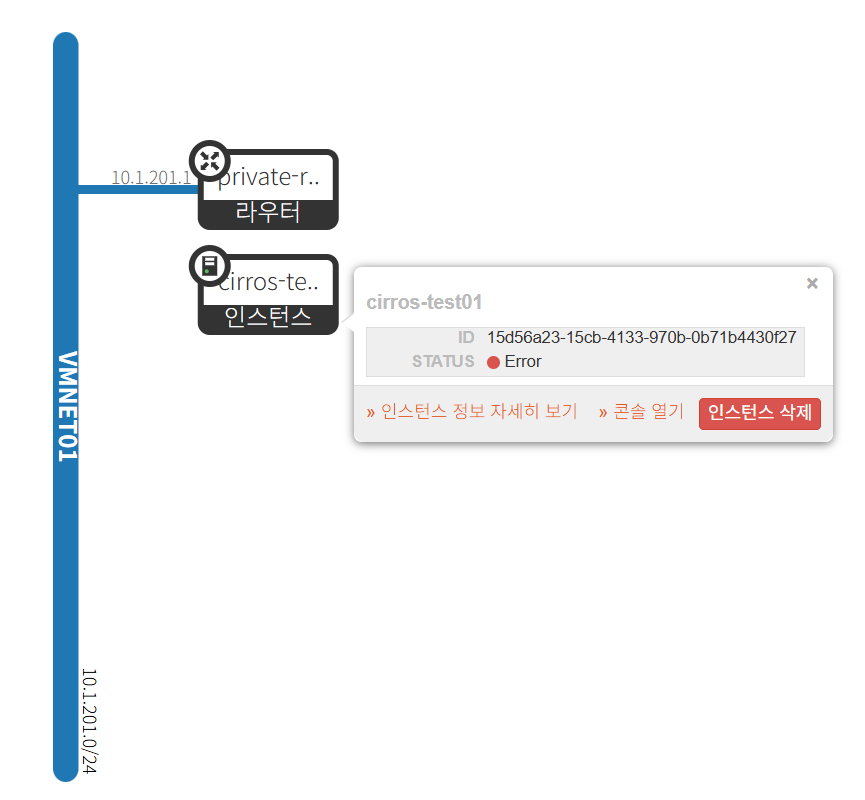 10.1.201.1
private-r..
라우터
cirros-te..
인스턴스
VMNET01
10.1.201.0/24
×
cirros-test01
ID 15d56a23-15cb-4133-970b-0b71b4430f27
STATUS Error
» 인스턴스 정보 자세히 보기 » 콘솔 열기 인스턴스 삭제